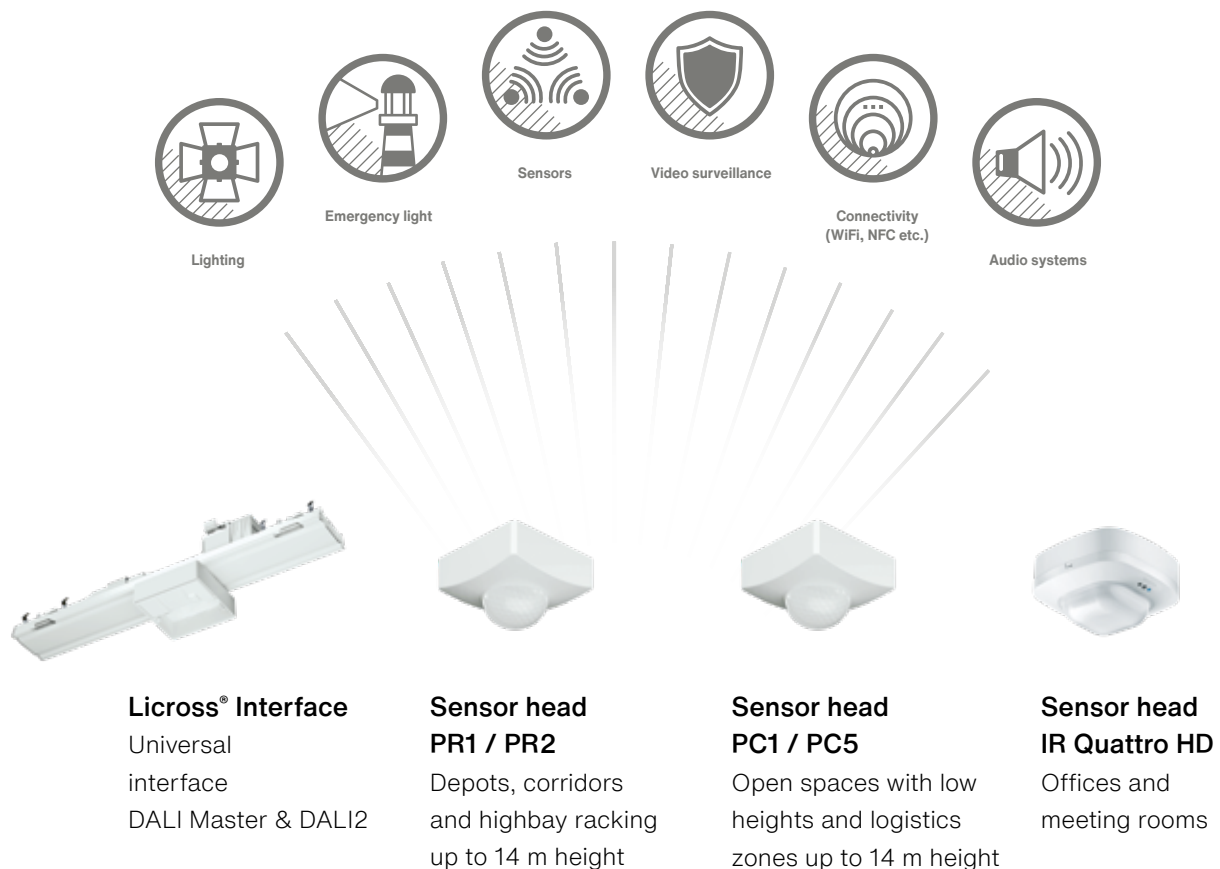 Sensors
Video surveillance
Emergency light
Connectivity
(WiFi, NFC etc.)
Lighting
Audio systems
Licross® Interface
Universal
interface
DALI Master & DALI2
Sensor head
PR1 / PR2
Depots, corridors
and highbay racking
up to 14 m height
Sensor head
PC1 / PC5
Open spaces with low
heights and logistics
zones up to 14 m height
Sensor head
IR Quattro HD
Offices and
meeting rooms